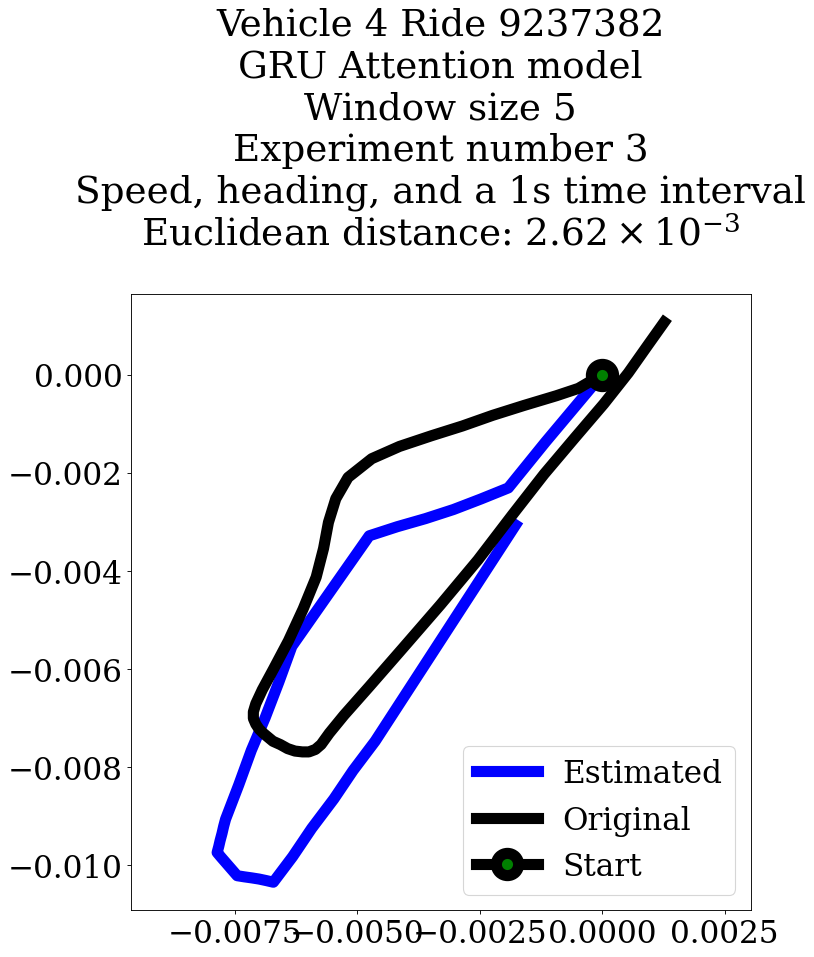 Vehicle 4 Ride 9237382
GRU Attention model
Window size 5
Experiment number 3
Speed, heading, and a 1s time interval
Euclidean distance: 2.62 × 10⁻³
0.000
−0.002
−0.004
−0.006
−0.008
−0.010
Estimated
Original
Start
−0.0075 −0.0050 −0.0025 0.0000 0.0025